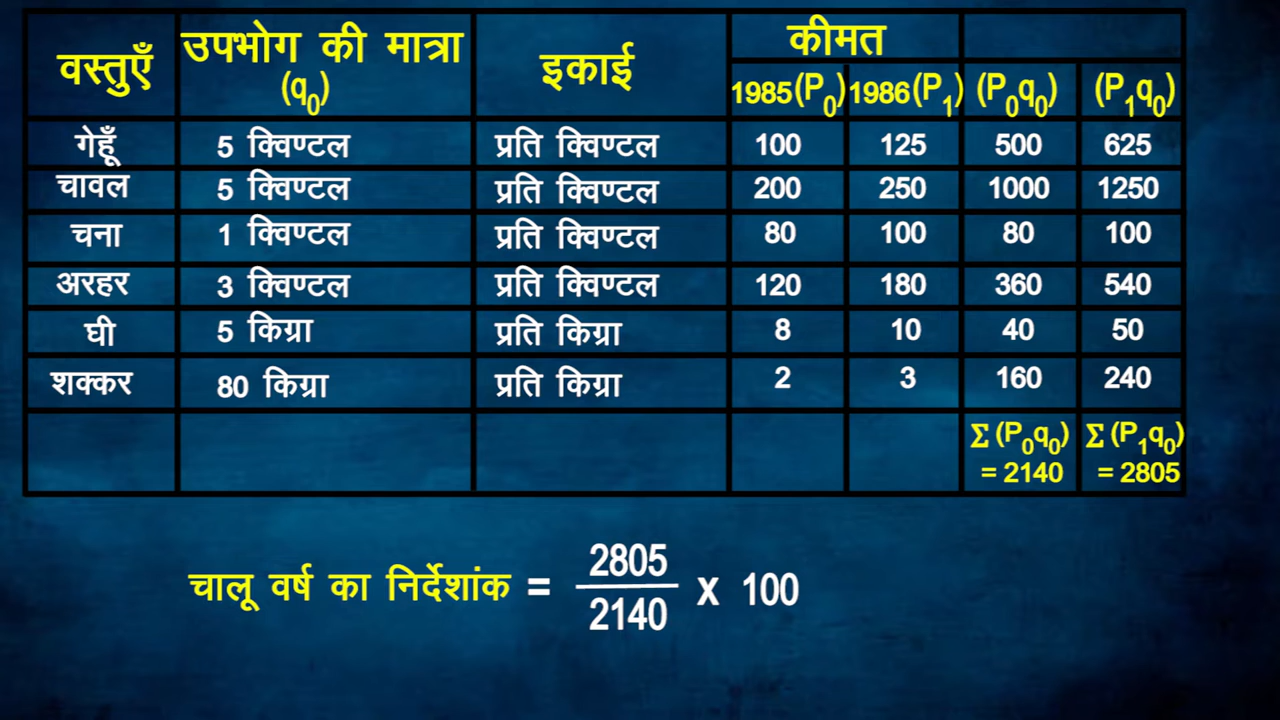 वस्तुएँ उपभोग की मात्रा (q0) इकाई कीमत
1985(P0) 1986(P1) (P0q0) (P1q0)
गेहूँ 5 क्विण्टल प्रति क्विण्टल 100 125 500 625
चावल 5 क्विण्टल प्रति क्विण्टल 200 250 1000 1250
चना 1 क्विण्टल प्रति क्विण्टल 80 100 80 100
अरहर 3 क्विण्टल प्रति क्विण्टल 120 180 360 540
घी 5 किग्रा प्रति किग्रा 8 10 40 50
शक्कर 80 किग्रा प्रति किग्रा 2 3 160 240
Σ (P0q0) Σ (P1q0)
= 2140 = 2805
चालू वर्ष का निर्देशांक = 2805/2140 x 100